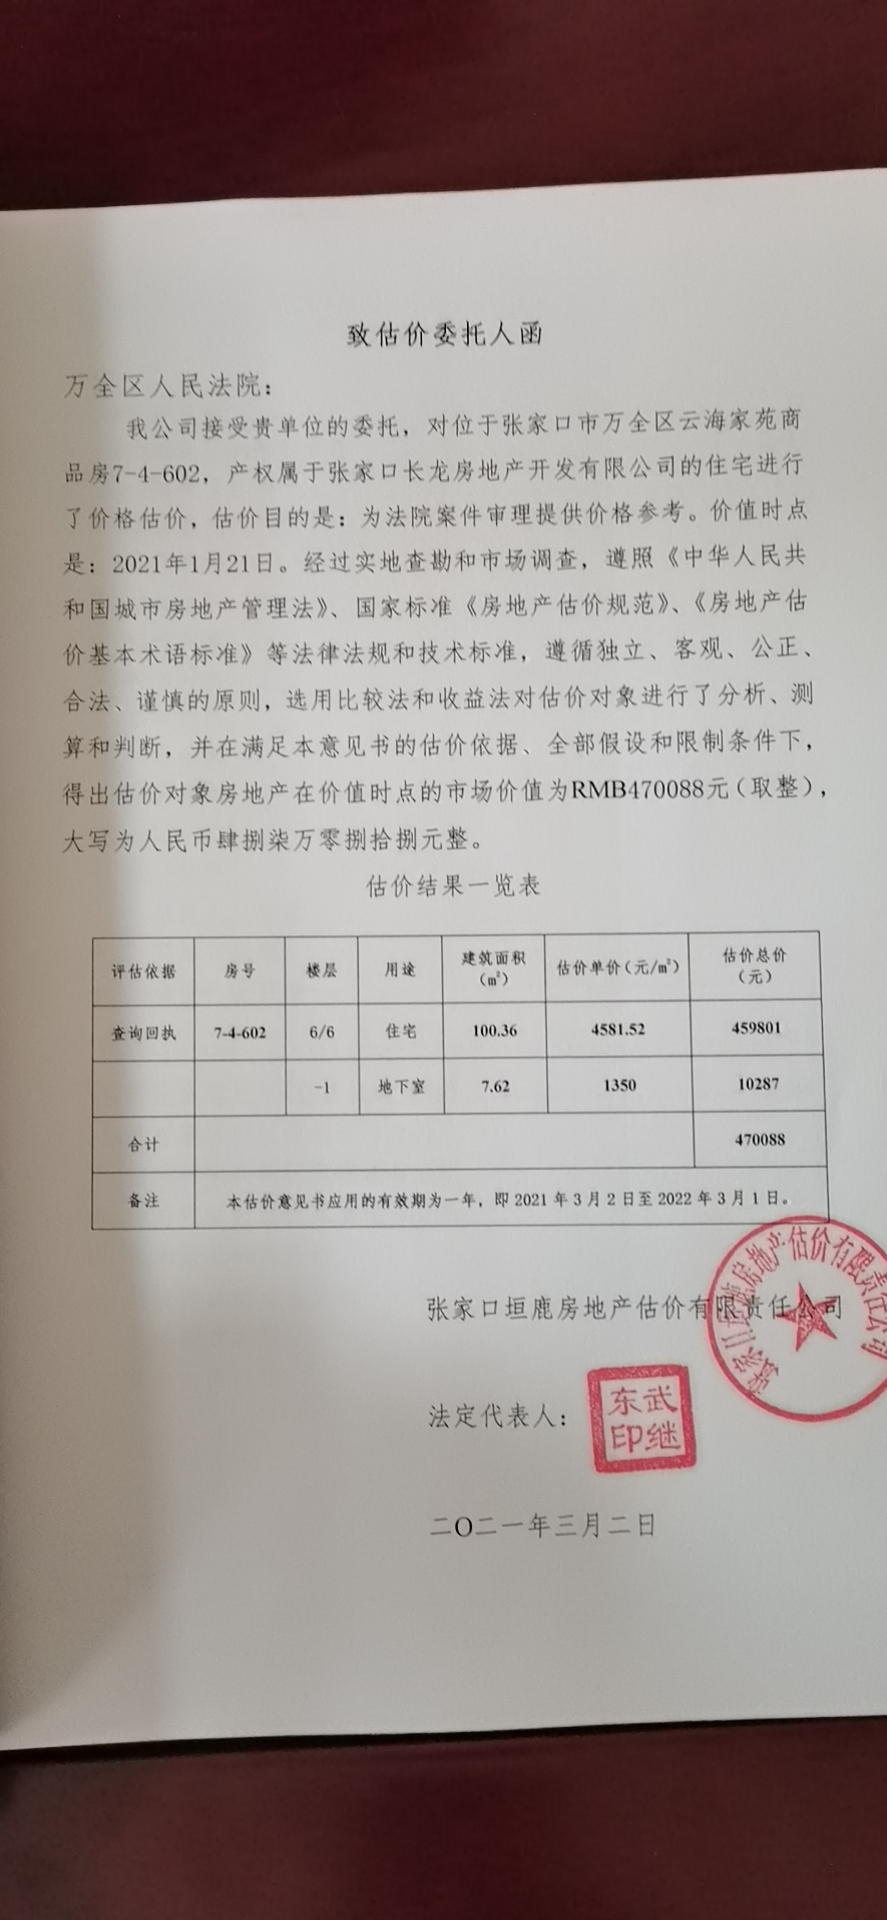 致估价委托人函
万全区人民法院：
我公司接受贵单位的委托，对位于张家口市万全区云海家苑商
品房7-4-602，产权属于张家口长龙房地产开发有限公司的住宅进行
了价格估价，估价目的是：为法院案件审理提供价格参考。价值时点
是：2021年1月21日。经过实地查勘和市场调查，遵照《中华人民共
和国城市房地产管理法》、国家标准《房地产估价规范》、《房地产估
价基本术语标准》等法律法规和技术标准，遵循独立、客观、公正、
合法、谨慎的原则，选用比较法和收益法对估价对象进行了分析、测
算和判断，并在满足本意见书的估价依据、全部假设和限制条件下，
得出估价对象房地产在价值时点的市场价值为RMB470088元（取整），
大写为人民币肆捌柒万零捌拾捌元整。
估价结果一览表
评估依据 房号 楼层 用途 建筑面积（㎡） 估价单价（元/㎡） 估价总价（元）
查询回执 7-4-602 6/6 住宅 100.36 4581.52 459801
-1 地下室 7.62 1350 10287
合计 470088
备注 本估价意见书应用的有效期为一年，即2021年3月2日至2022年3月1日。
张家口垣鹿房地产估价有限责任公司
张家口垣鹿房地产估价有限责任公司
法定代表人：
武继东印
二〇二一年三月二日